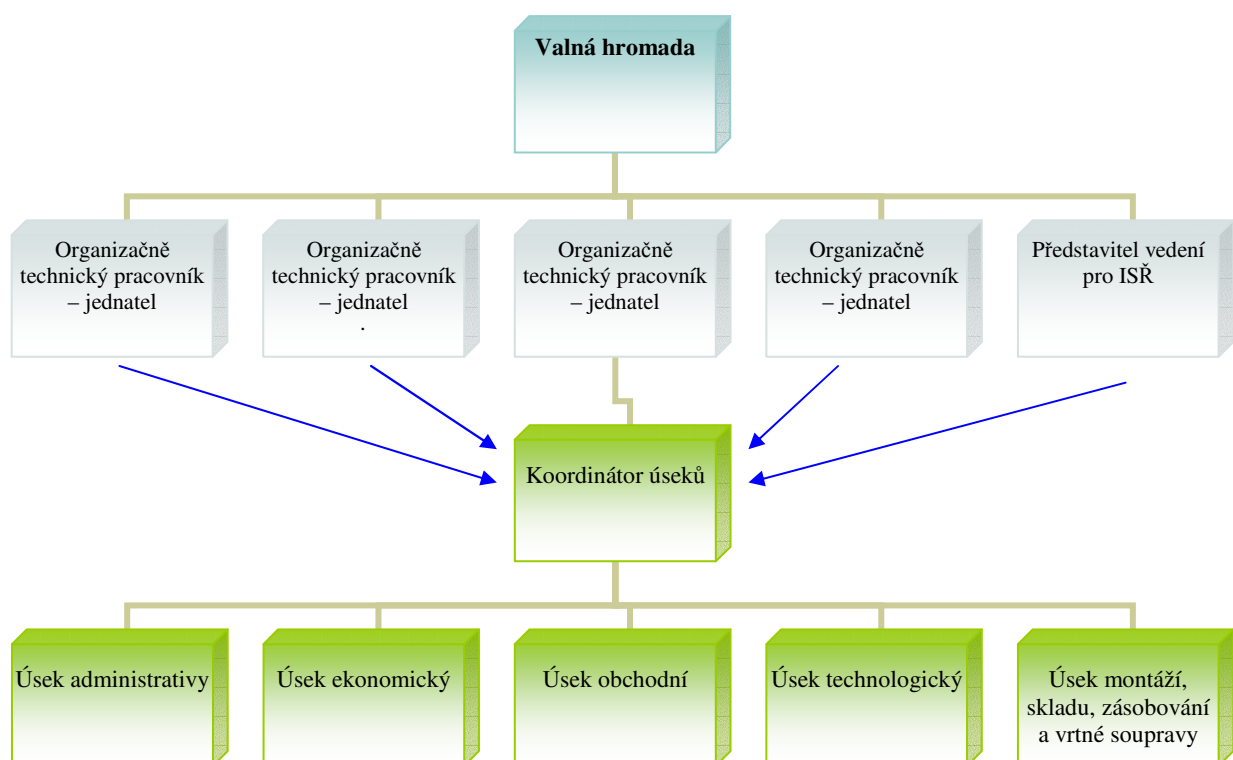 Valná hromada
Organizačně
technický pracovník
– jednatel
Organizačně
technický pracovník
– jednatel
.
Organizačně
technický pracovník
– jednatel
Organizačně
technický pracovník
– jednatel
Představitel vedení
pro ISŘ
Koordinátor úseků
Úsek administrativy
Úsek ekonomický
Úsek obchodní
Úsek technologický
Úsek montáží,
skladu, zásobování
a vrtné soupravy